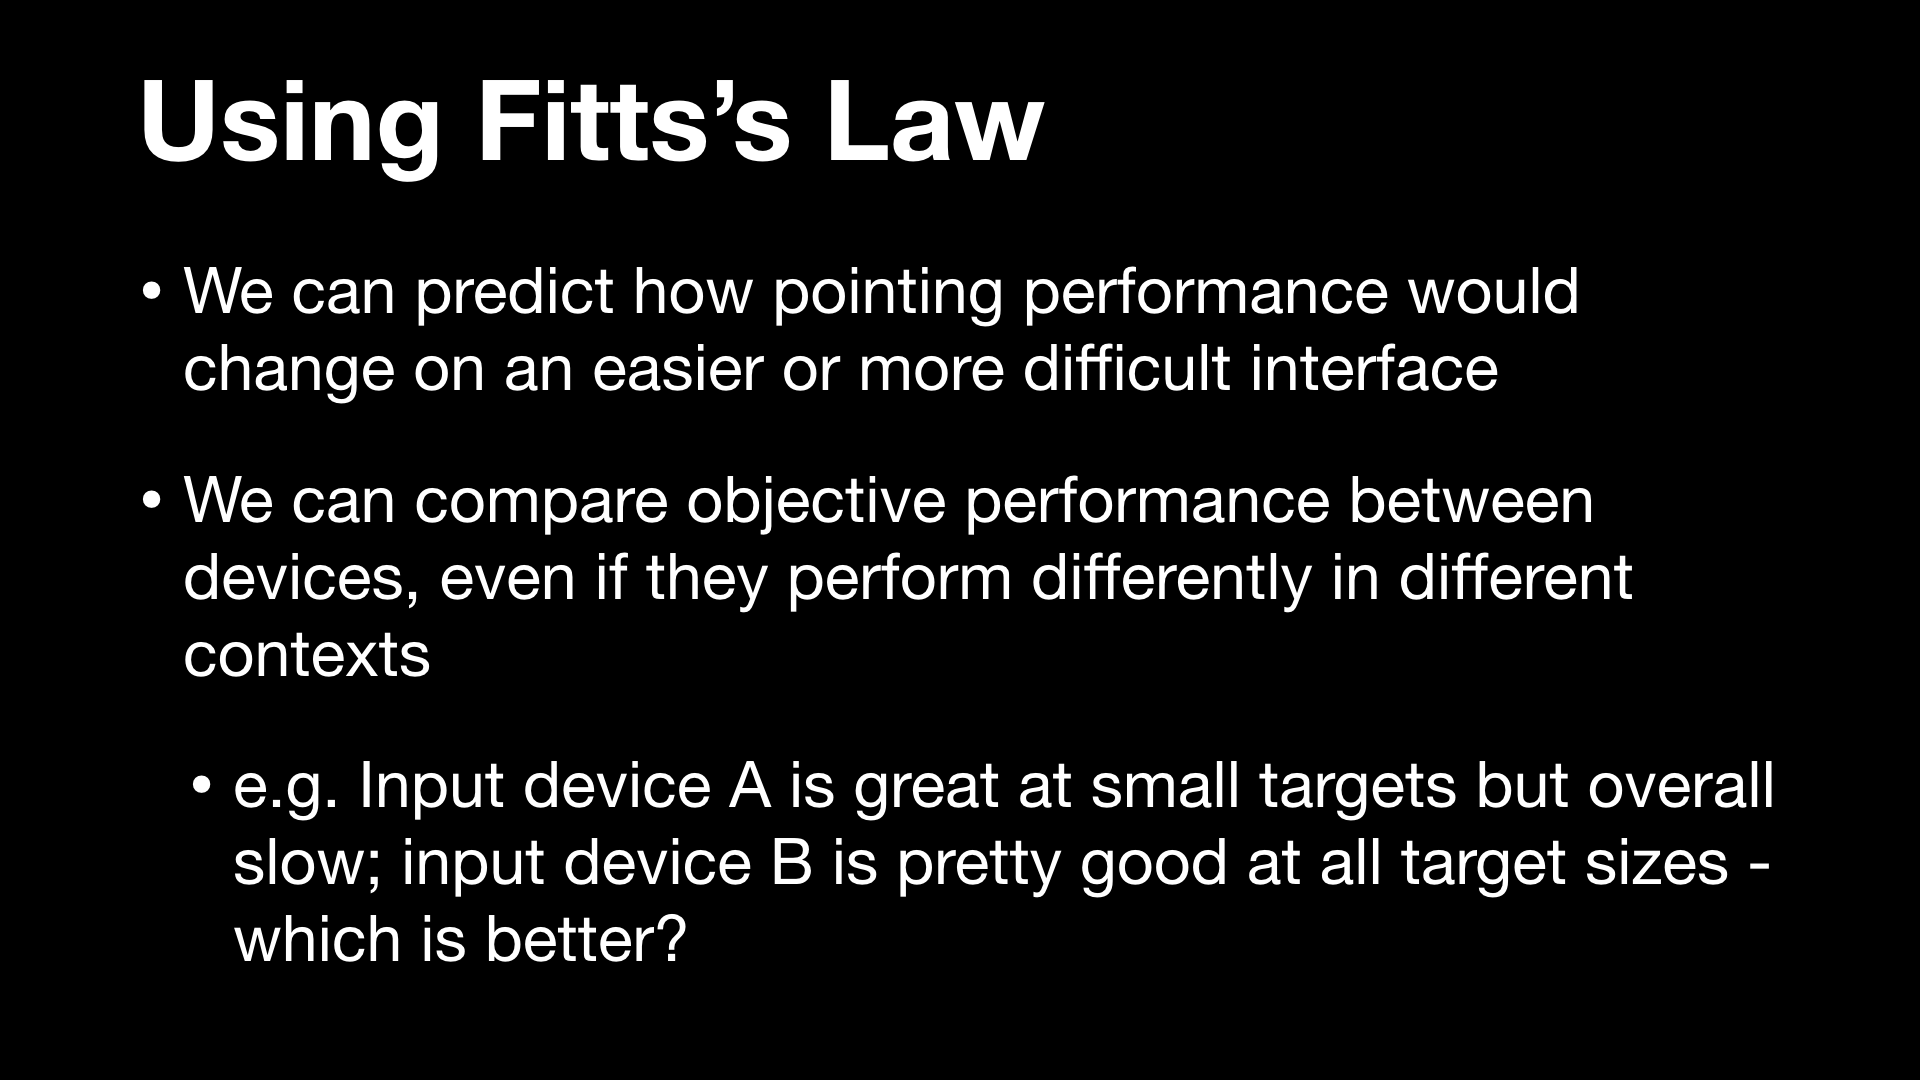 Using Fitts’s Law
• We can predict how pointing performance would
change on an easier or more difficult interface
• We can compare objective performance between
devices, even if they perform differently in different
contexts
• e.g. Input device A is great at small targets but overall
slow; input device B is pretty good at all target sizes -
which is better?